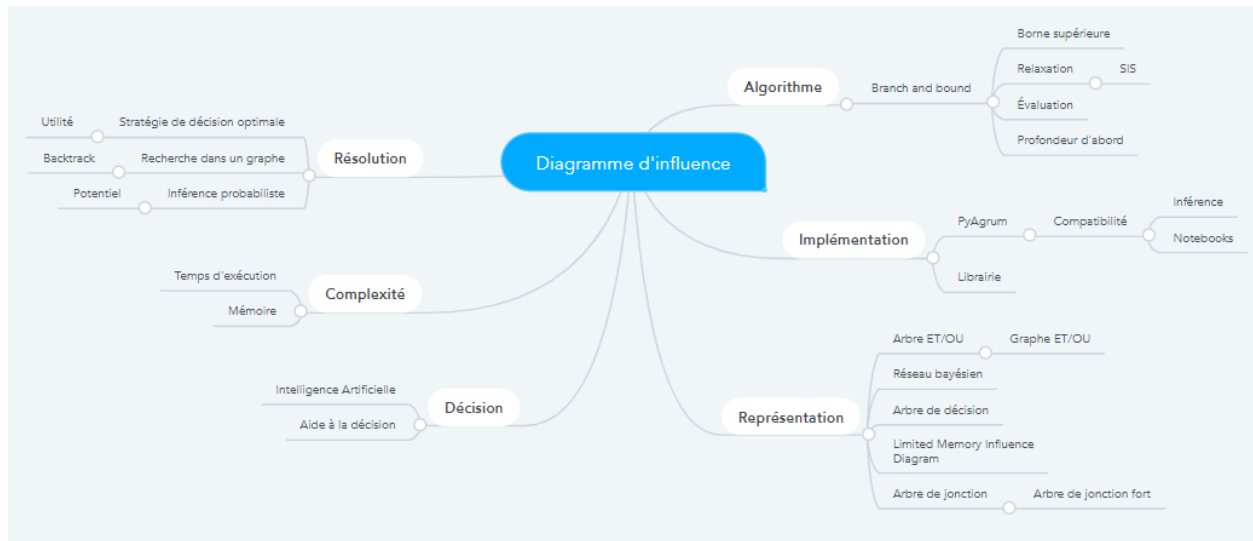 Diagramme d'influence
Algorithme
Branch and bound
Borne supérieure
Relaxation
SIS
Évaluation
Profondeur d'abord
Implémentation
PyAgrum
Compatibilité
Inférence
Notebooks
Librairie
Représentation
Arbre ET/OU
Graphe ET/OU
Réseau bayésien
Arbre de décision
Limited Memory Influence
Diagram
Arbre de jonction
Arbre de jonction fort
Résolution
Stratégie de décision optimale
Utilité
Recherche dans un graphe
Backtrack
Inférence probabiliste
Potentiel
Complexité
Temps d'exécution
Mémoire
Décision
Intelligence Artificielle
Aide à la décision